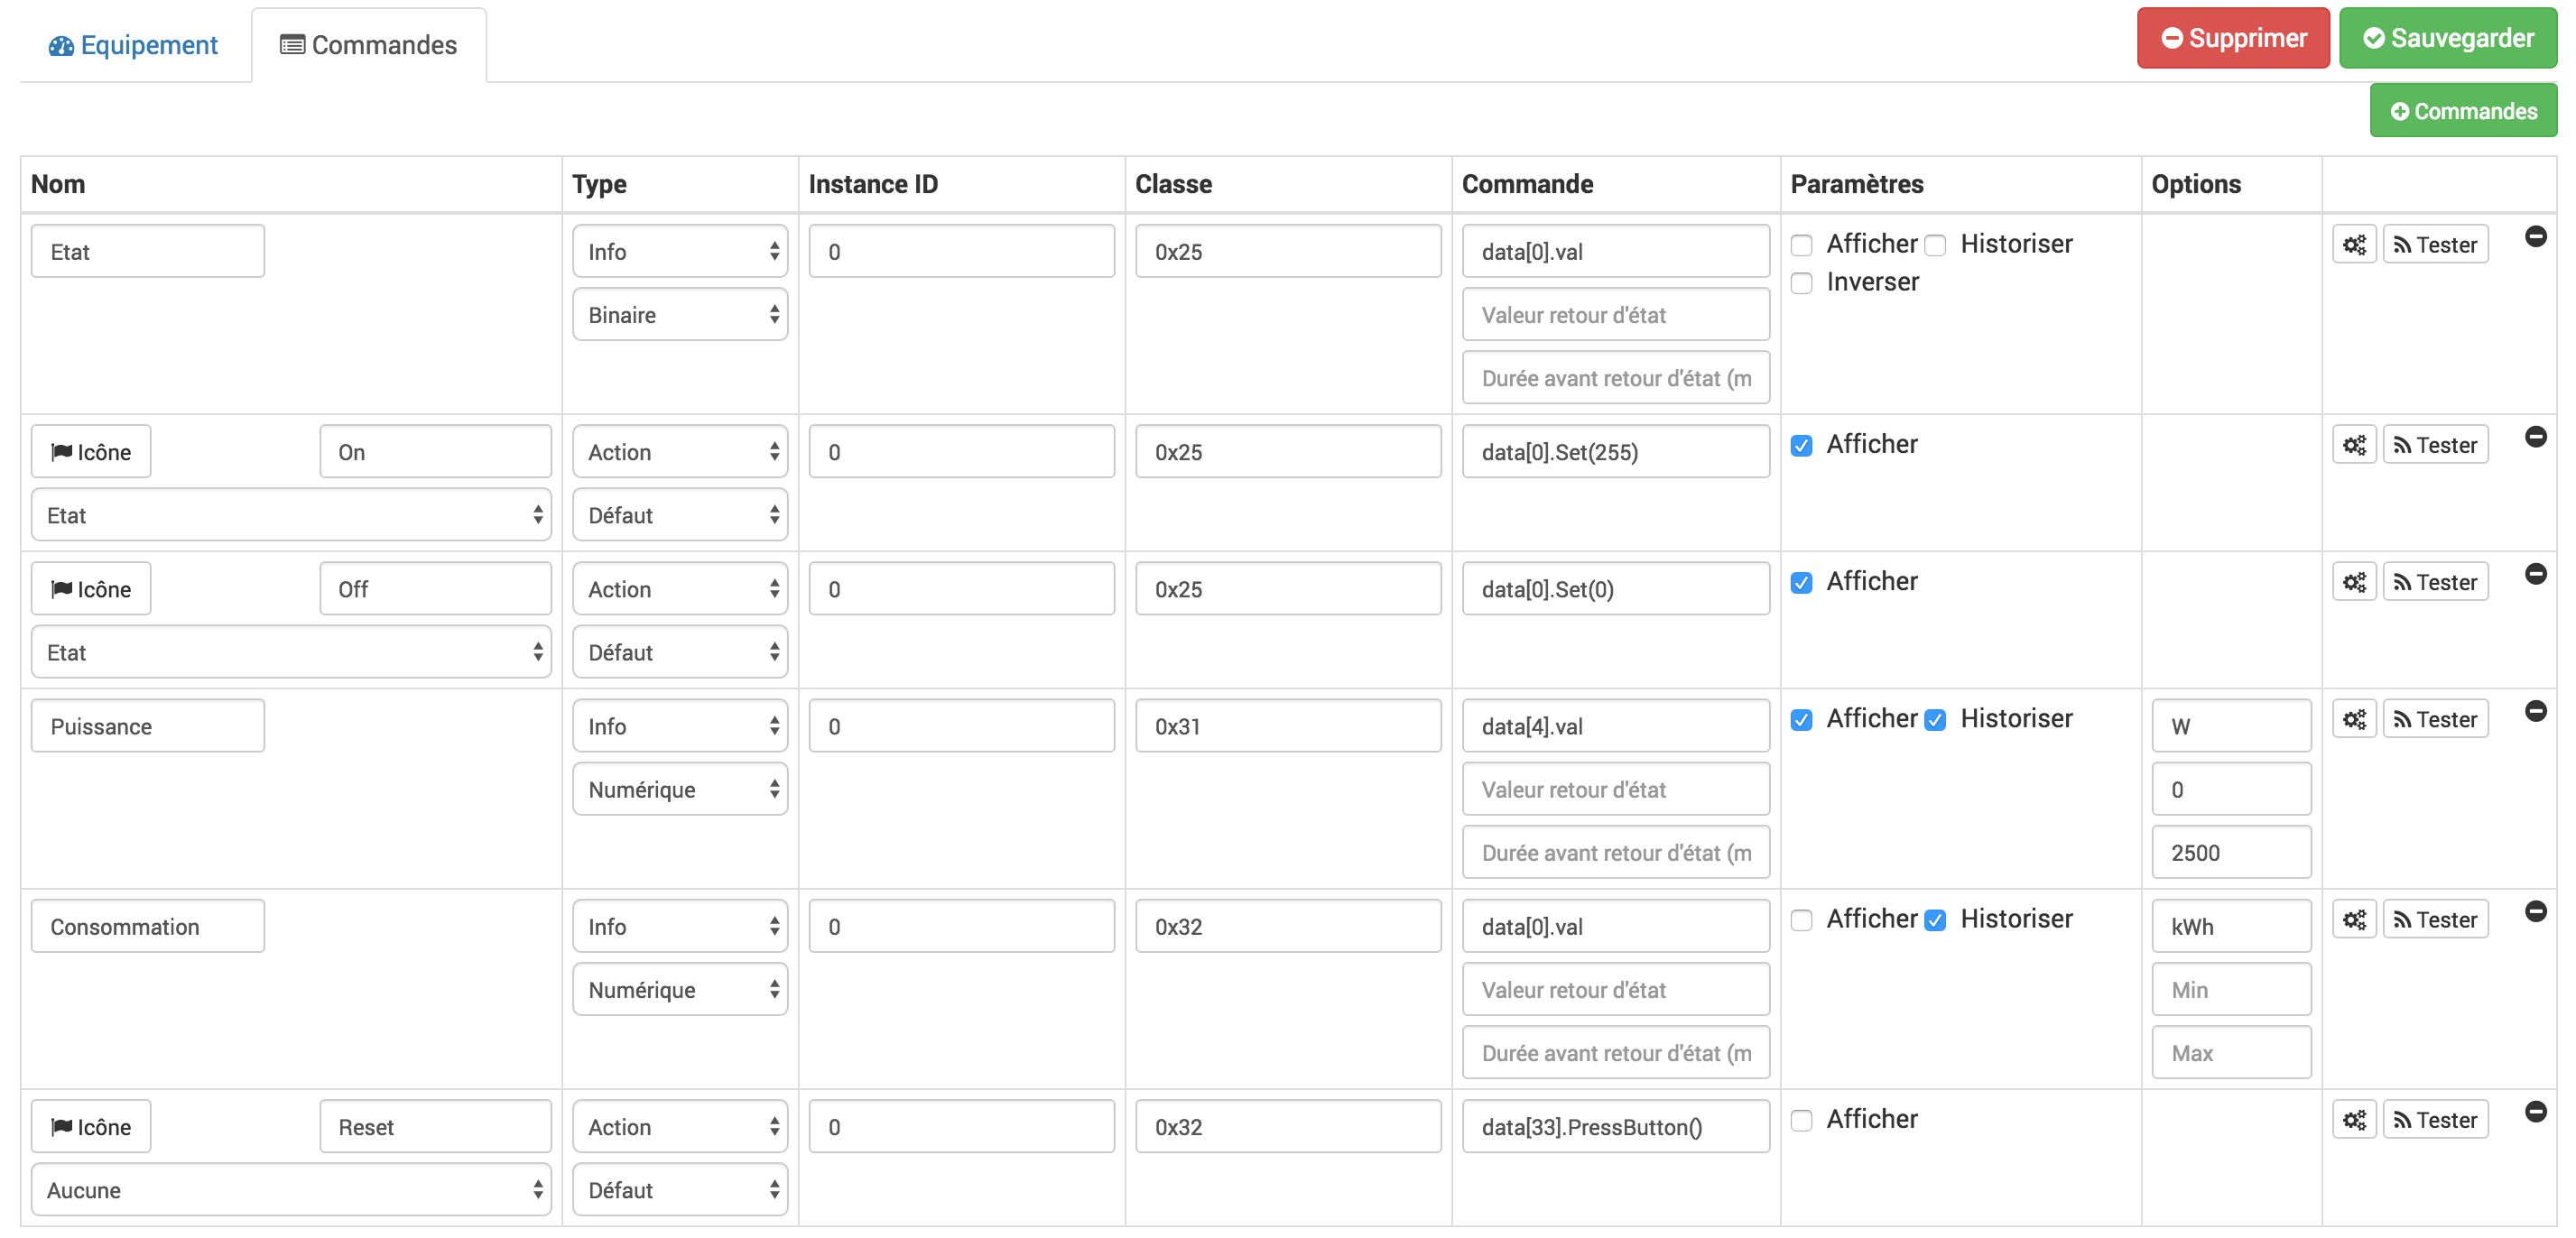 Equipement Commandes Supprimer Sauvegarder
Commandes
Nom Type Instance ID Classe Commande Paramètres Options
Etat Info 0 0x25 data[0].val Afficher Historiser Tester
Inverser
Binaire Valeur retour d'état
Durée avant retour d'état (m
Icône On Action 0 0x25 data[0].Set(255) Afficher Tester
Etat Défaut
Icône Off Action 0 0x25 data[0].Set(0) Afficher Tester
Etat Défaut
Puissance Info 0 0x31 data[4].val Afficher Historiser W Tester
Numérique Valeur retour d'état 0
Durée avant retour d'état (m 2500
Consommation Info 0 0x32 data[0].val Afficher Historiser kWh Tester
Numérique Valeur retour d'état Min
Durée avant retour d'état (m Max
Icône Reset Action 0 0x32 data[33].PressButton() Afficher Tester
Aucune Défaut